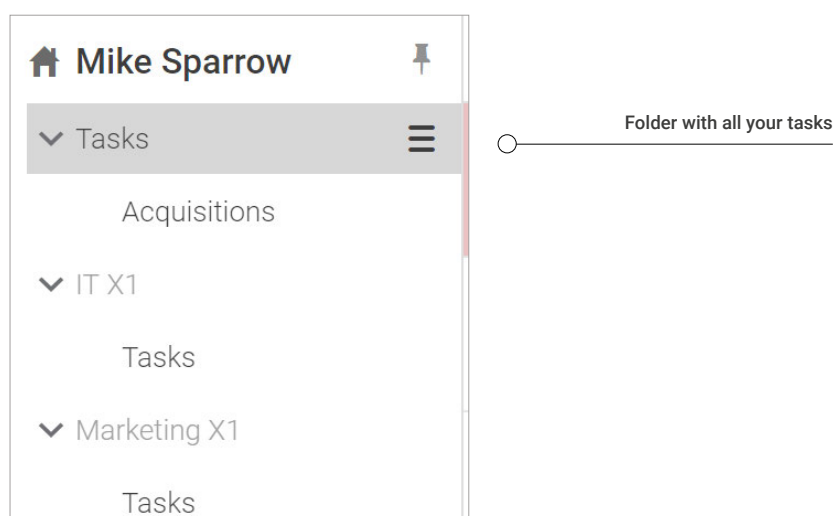 Mike Sparrow
Tasks
Folder with all your tasks
Acquisitions
IT X1
Tasks
Marketing X1
Tasks